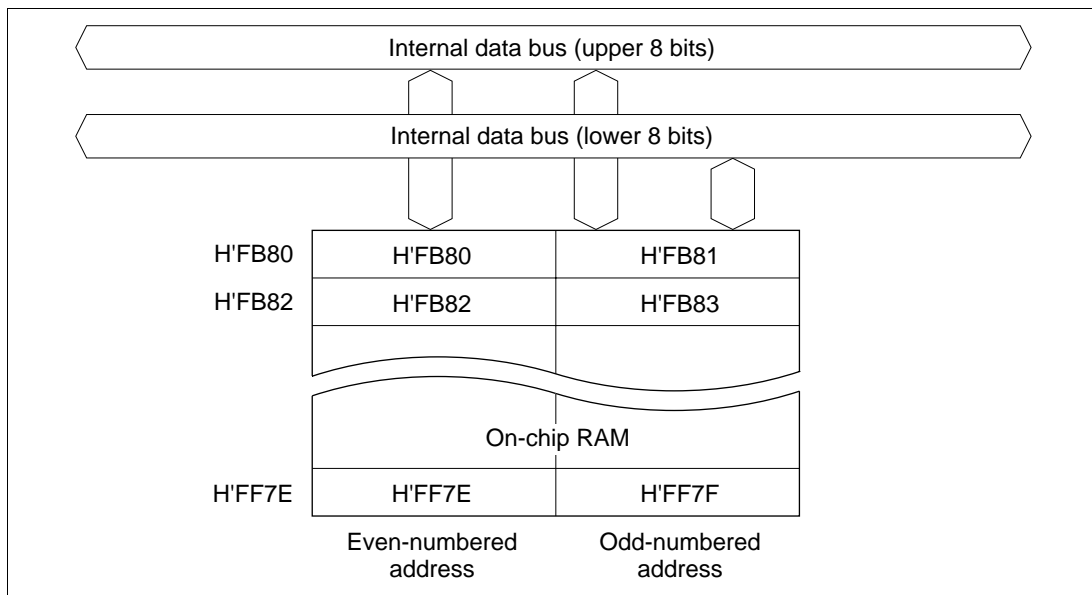 Internal data bus (upper 8 bits)
Internal data bus (lower 8 bits)
H'FB80 H'FB80 H'FB81
H'FB82 H'FB82 H'FB83
On-chip RAM
H'FF7E H'FF7E H'FF7F
Even-numbered address
Odd-numbered address